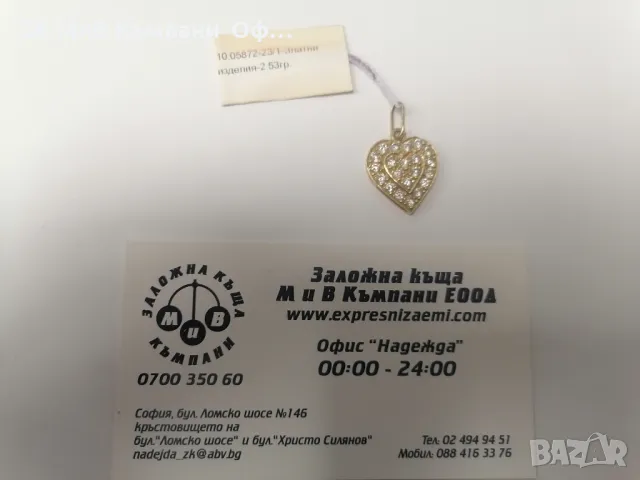 Оф...
10 05872-23/1-златни
изделия-2 53гр.
ЗАЛОЖНА КЪЩА
М и В
КЪМПАНИ
0700 350 60
Заложна къща
М и В Къмпани ЕООД
www.expresnizaemi.com
Офис "Надежда"
00:00 - 24:00
София, бул. Ломско шосе №146
кръстовището на
бул."Ломско шосе" и бул."Христо Силянов"
nadejda_zk@abv.bg
Тел: 02 494 94 51
Мобил: 088 416 33 76
bazar